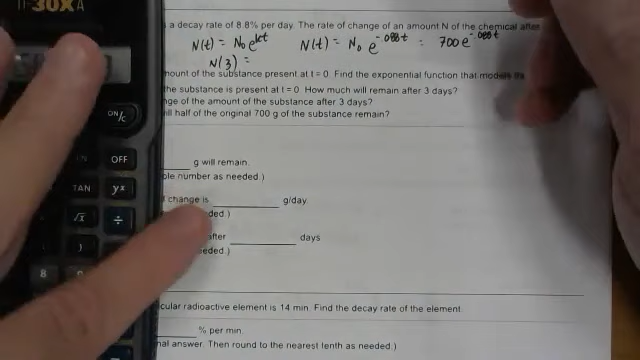 -30XA
a decay rate of 8.8% per day. The rate of change of an amount N of the chemical after
N(t) = N₀e^kt N(t) = N₀ e^-.088t = 700e^-.088t
N(3) =
mount of the substance present at t = 0. Find the exponential function that models
the substance is present at t = 0. How much will remain after 3 days?
nge of the amount of the substance after 3 days?
ill half of the original 700 g of the substance remain?
ON/C
OFF
g will remain.
ple number as needed.)
TAN yˣ
change is g/day.
√x ÷
ded.)
after days
)
eeded.)
8
cular radioactive element is 14 min. Find the decay rate of the element.
% per min.
nal answer. Then round to the nearest tenth as needed.)